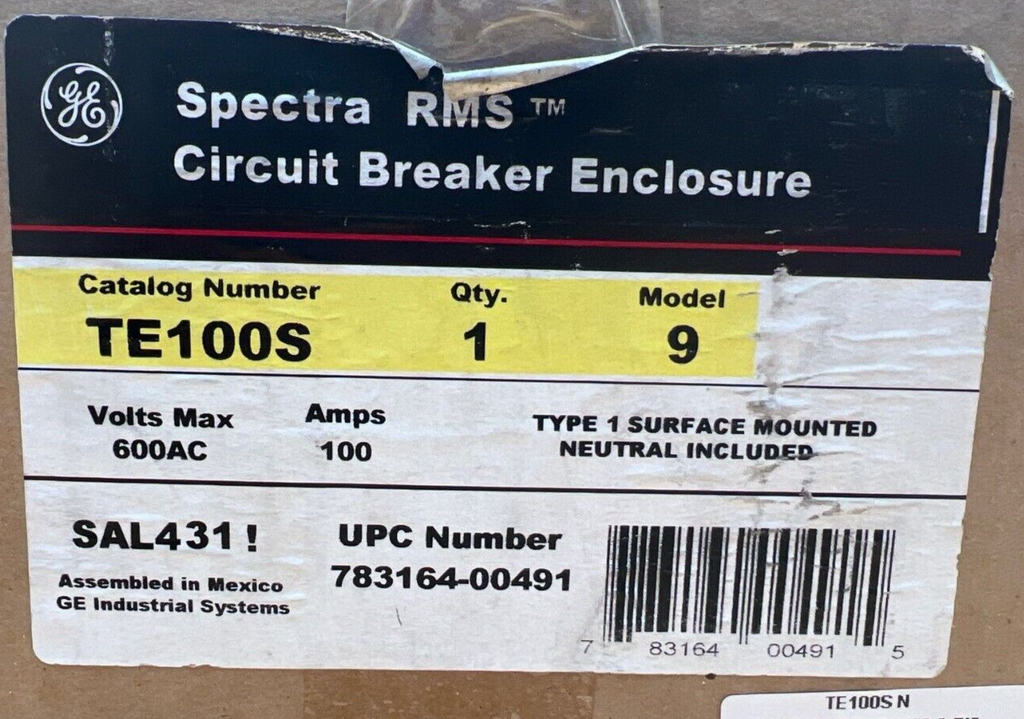 GE
Spectra RMS ™
Circuit Breaker Enclosure
Catalog Number Qty. Model
TE100S 1 9
Volts Max Amps
600AC 100
TYPE 1 SURFACE MOUNTED
NEUTRAL INCLUDED
SAL431!
Assembled in Mexico
GE Industrial Systems
UPC Number
783164-00491
7 83164 00491 5
TE100S N